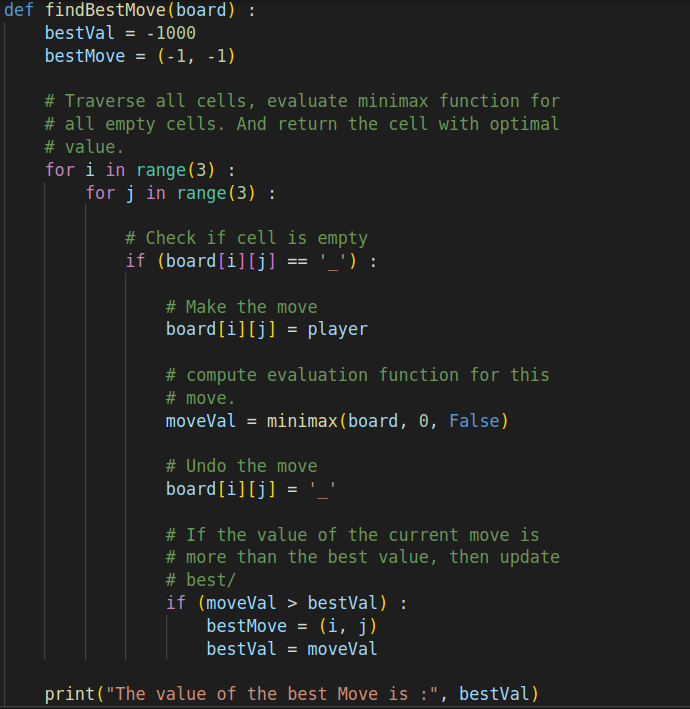 def findBestMove(board) :
    bestVal = -1000
    bestMove = (-1, -1)

    # Traverse all cells, evaluate minimax function for
    # all empty cells. And return the cell with optimal
    # value.
    for i in range(3) :
        for j in range(3) :

            # Check if cell is empty
            if (board[i][j] == '_') :

                # Make the move
                board[i][j] = player

                # compute evaluation function for this
                # move.
                moveVal = minimax(board, 0, False)

                # Undo the move
                board[i][j] = '_'

                # If the value of the current move is
                # more than the best value, then update
                # best/
                if (moveVal > bestVal) :
                    bestMove = (i, j)
                    bestVal = moveVal

    print("The value of the best Move is :", bestVal)